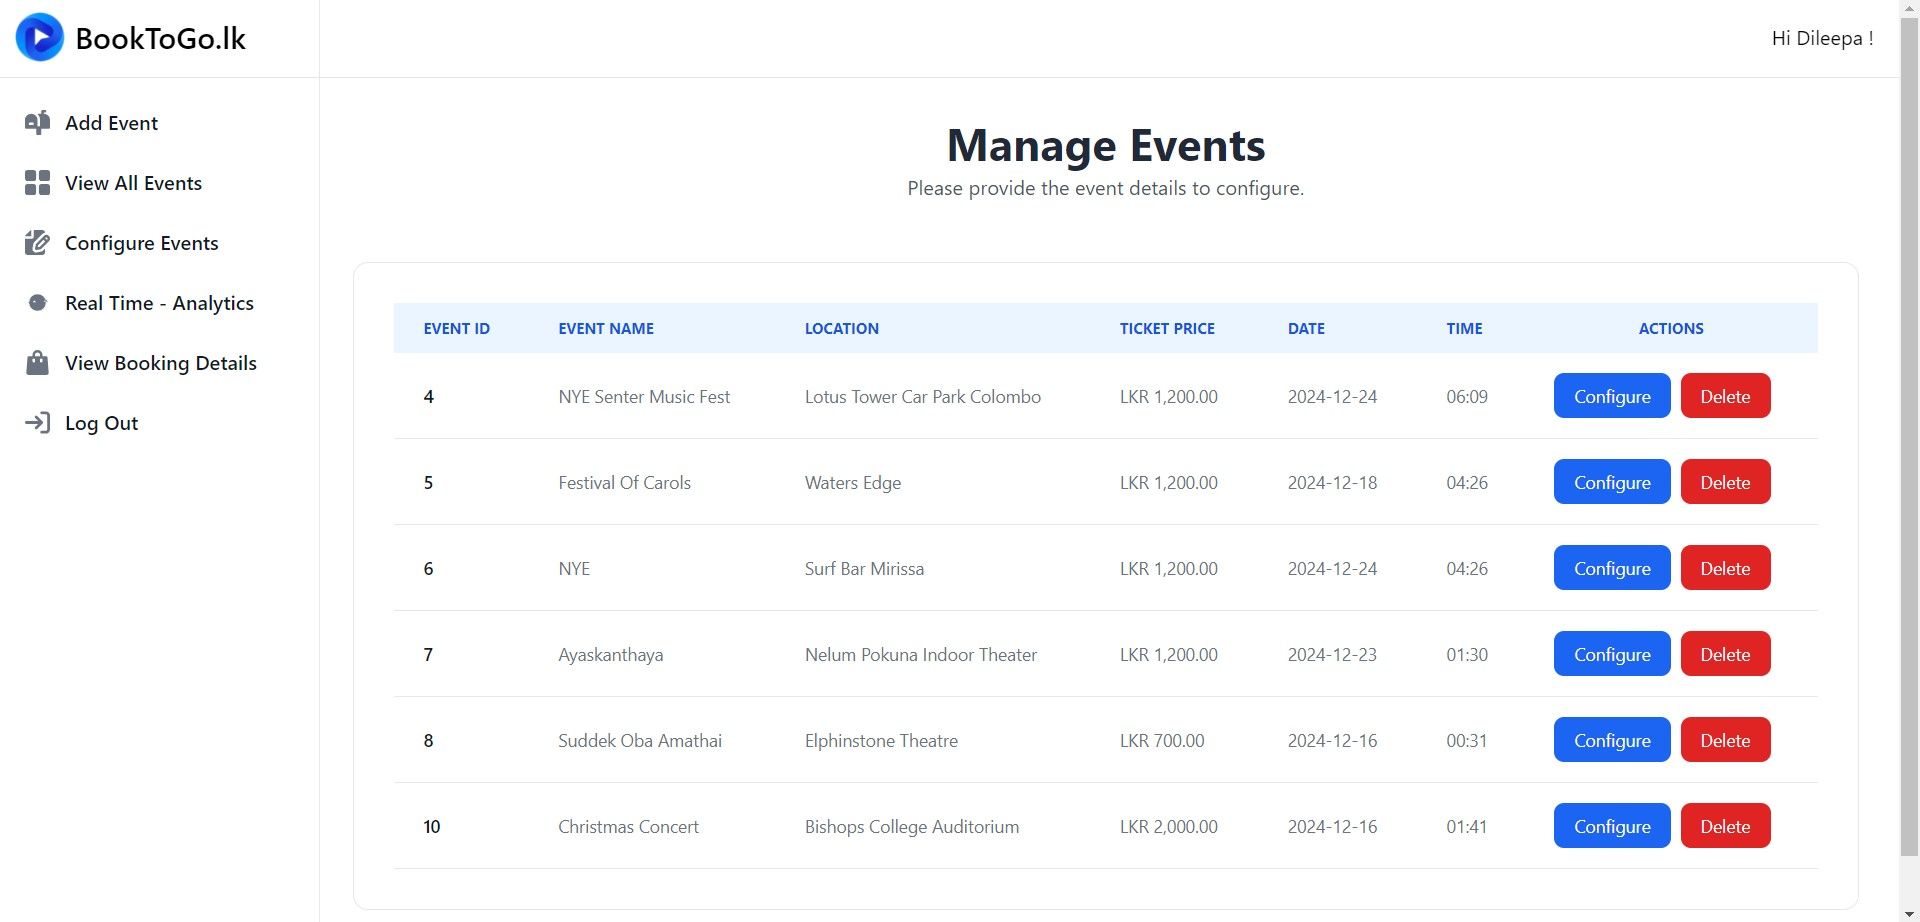 BookToGo.lk
Hi Dileepa !
Add Event
View All Events
Configure Events
Real Time - Analytics
View Booking Details
Log Out
Manage Events
Please provide the event details to configure.
EVENT ID EVENT NAME LOCATION TICKET PRICE DATE TIME ACTIONS
4 NYE Senter Music Fest Lotus Tower Car Park Colombo LKR 1,200.00 2024-12-24 06:09 Configure Delete
5 Festival Of Carols Waters Edge LKR 1,200.00 2024-12-18 04:26 Configure Delete
6 NYE Surf Bar Mirissa LKR 1,200.00 2024-12-24 04:26 Configure Delete
7 Ayaskanthaya Nelum Pokuna Indoor Theater LKR 1,200.00 2024-12-23 01:30 Configure Delete
8 Suddek Oba Amathai Elphinstone Theatre LKR 700.00 2024-12-16 00:31 Configure Delete
10 Christmas Concert Bishops College Auditorium LKR 2,000.00 2024-12-16 01:41 Configure Delete